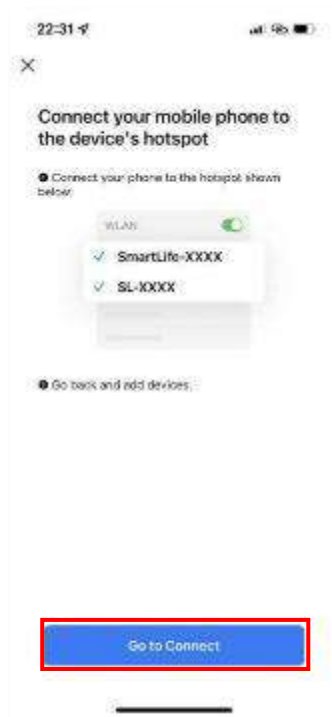 22:31
Connect your mobile phone to
the device's hotspot
Connect your phone to the hotspot shown
below:
WLAN
SmartLife-XXXX
SL-XXXX
Go back and add devices.
Go to Connect